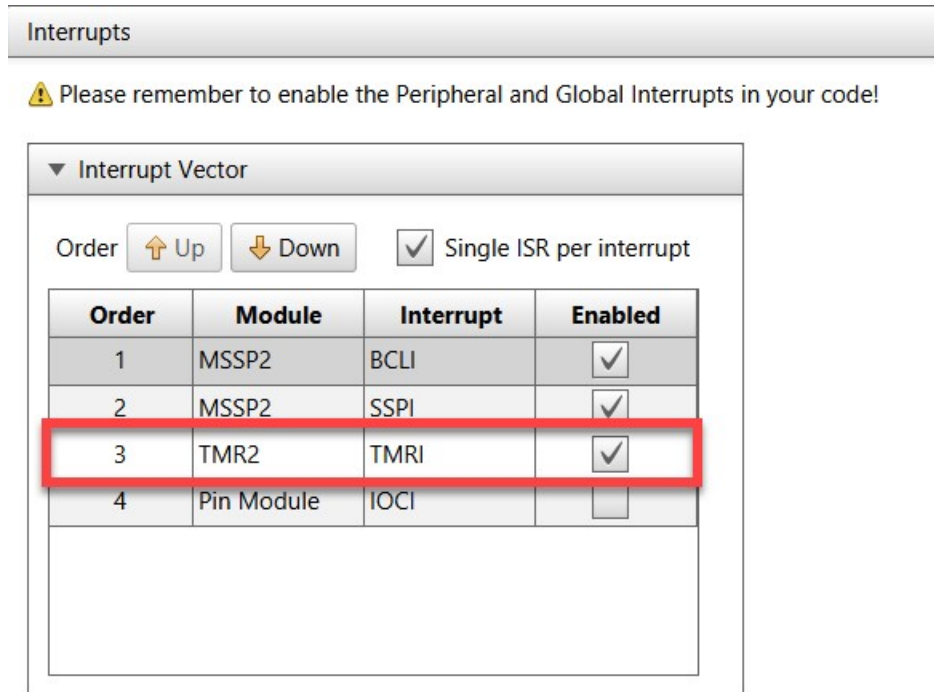 Interrupts
Please remember to enable the Peripheral and Global Interrupts in your code!
Interrupt Vector
Order Up Down Single ISR per interrupt
Order Module Interrupt Enabled
1 MSSP2 BCLI
2 MSSP2 SSPI
3 TMR2 TMRI
4 Pin Module IOCI